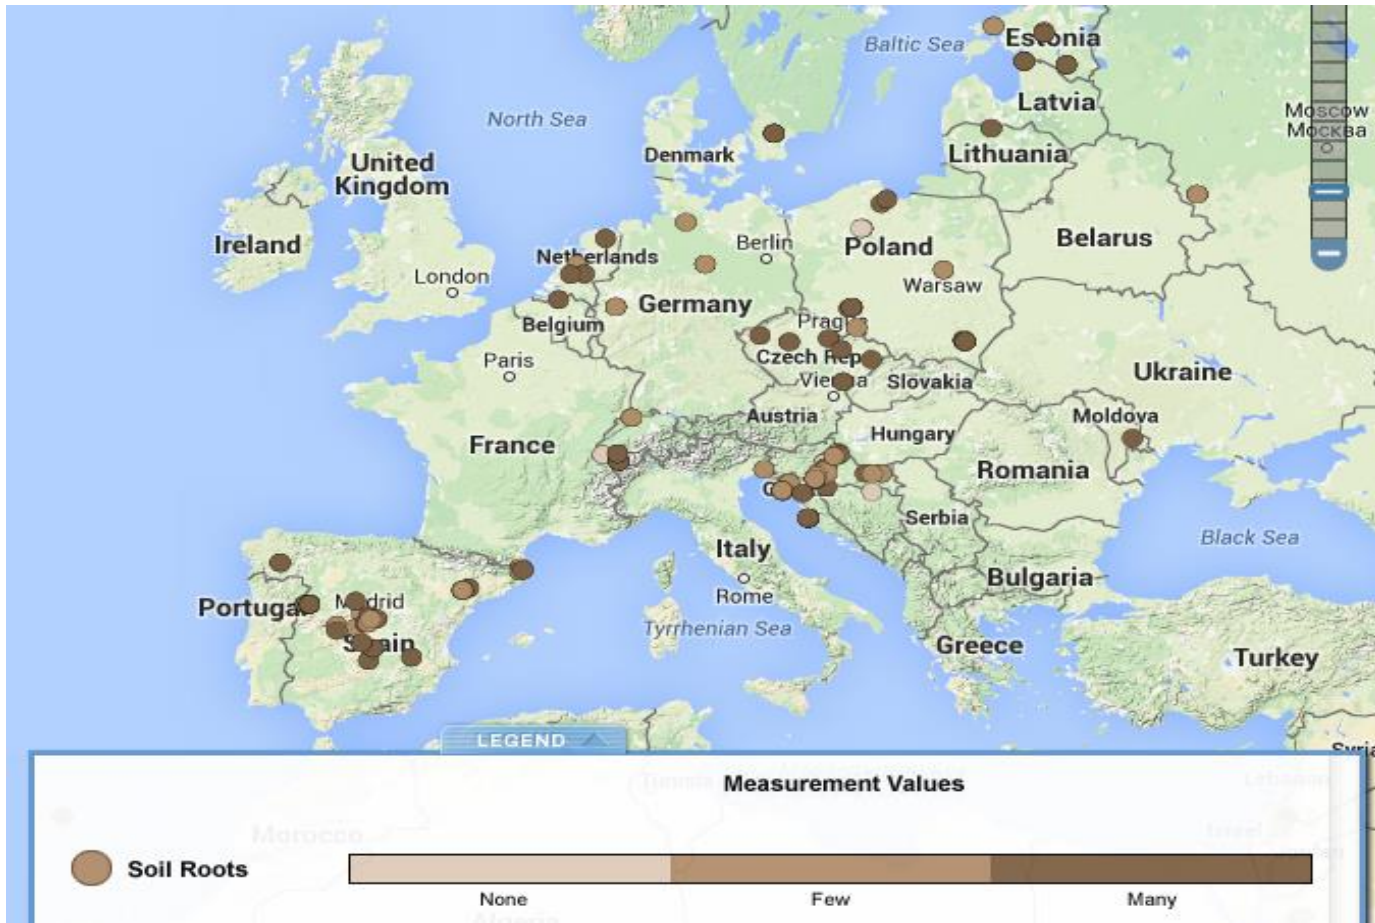 Baltic Sea
Estonia
Latvia
Moscow
Москва
North Sea
Denmark
Lithuania
United
Kingdom
Ireland
Netherlands
Berlin
Poland
Belarus
London
Warsaw
Germany
Belgium
Paris
Czech Rep
Slovakia
Ukraine
Austria
Moldova
France
Hungary
Romania
Serbia
Italy
Black Sea
Bulgaria
Madrid
Rome
Tyrrhenian Sea
Spain
Greece
Turkey
LEGEND
Measurement Values
Morocco
Soil Roots
None
Few
Many
Algeria